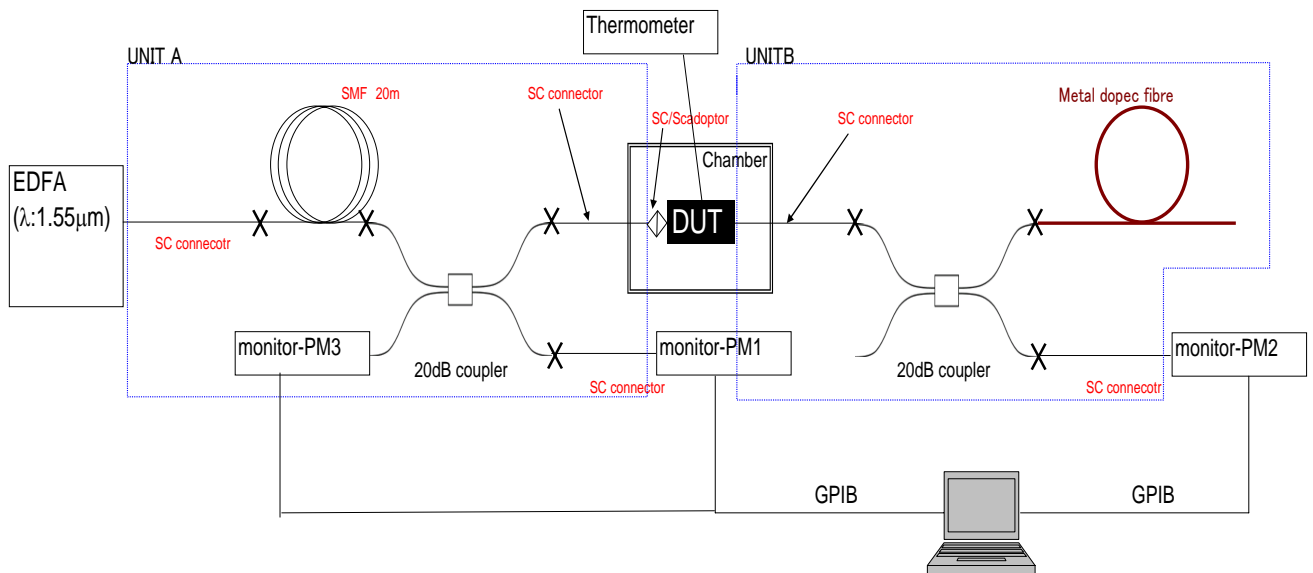 Thermometer
UNIT A
UNITB
SMF 20m
SC connector
SC/Scadoptor
SC connector
Metal dopec fibre
Chamber
EDFA
(λ:1.55μm)
DUT
SC connecotr
monitor-PM3
monitor-PM1
monitor-PM2
20dB coupler
20dB coupler
SC connector
SC connecotr
GPIB
GPIB